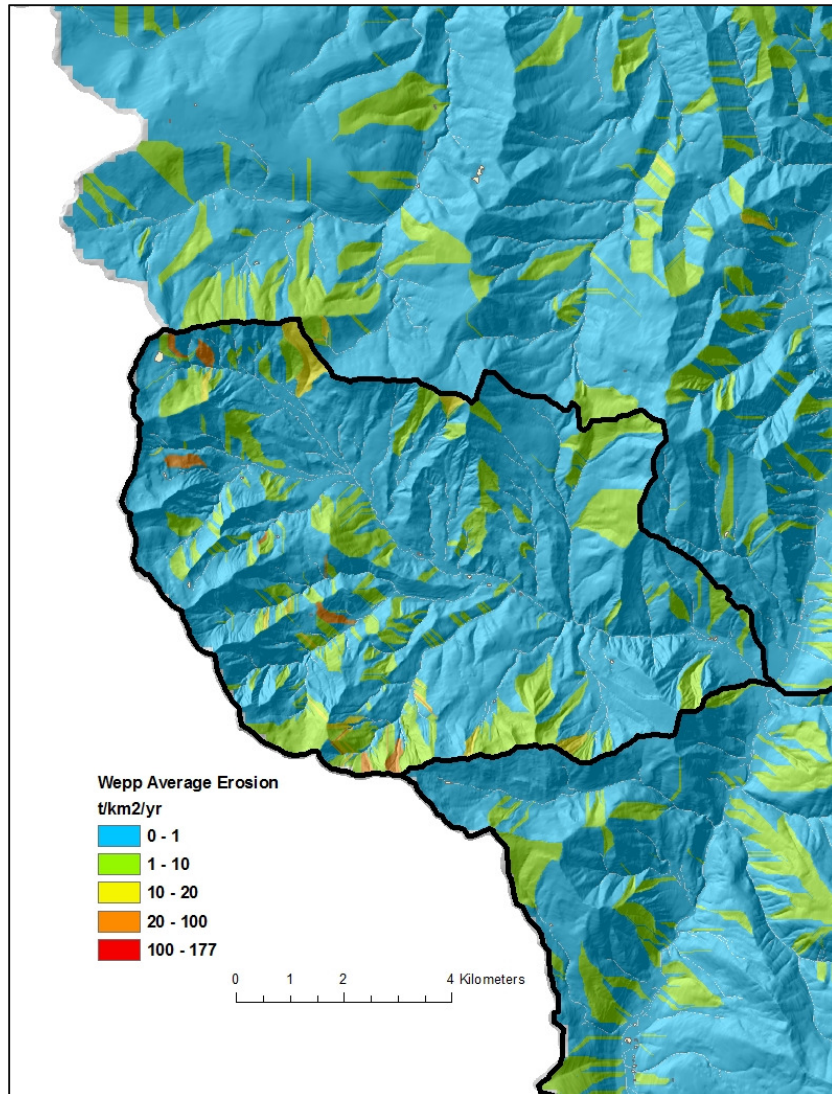 Wepp Average Erosion
t/km2/yr
0 - 1
1 - 10
10 - 20
20 - 100
100 - 177
0 1 2 4 Kilometers